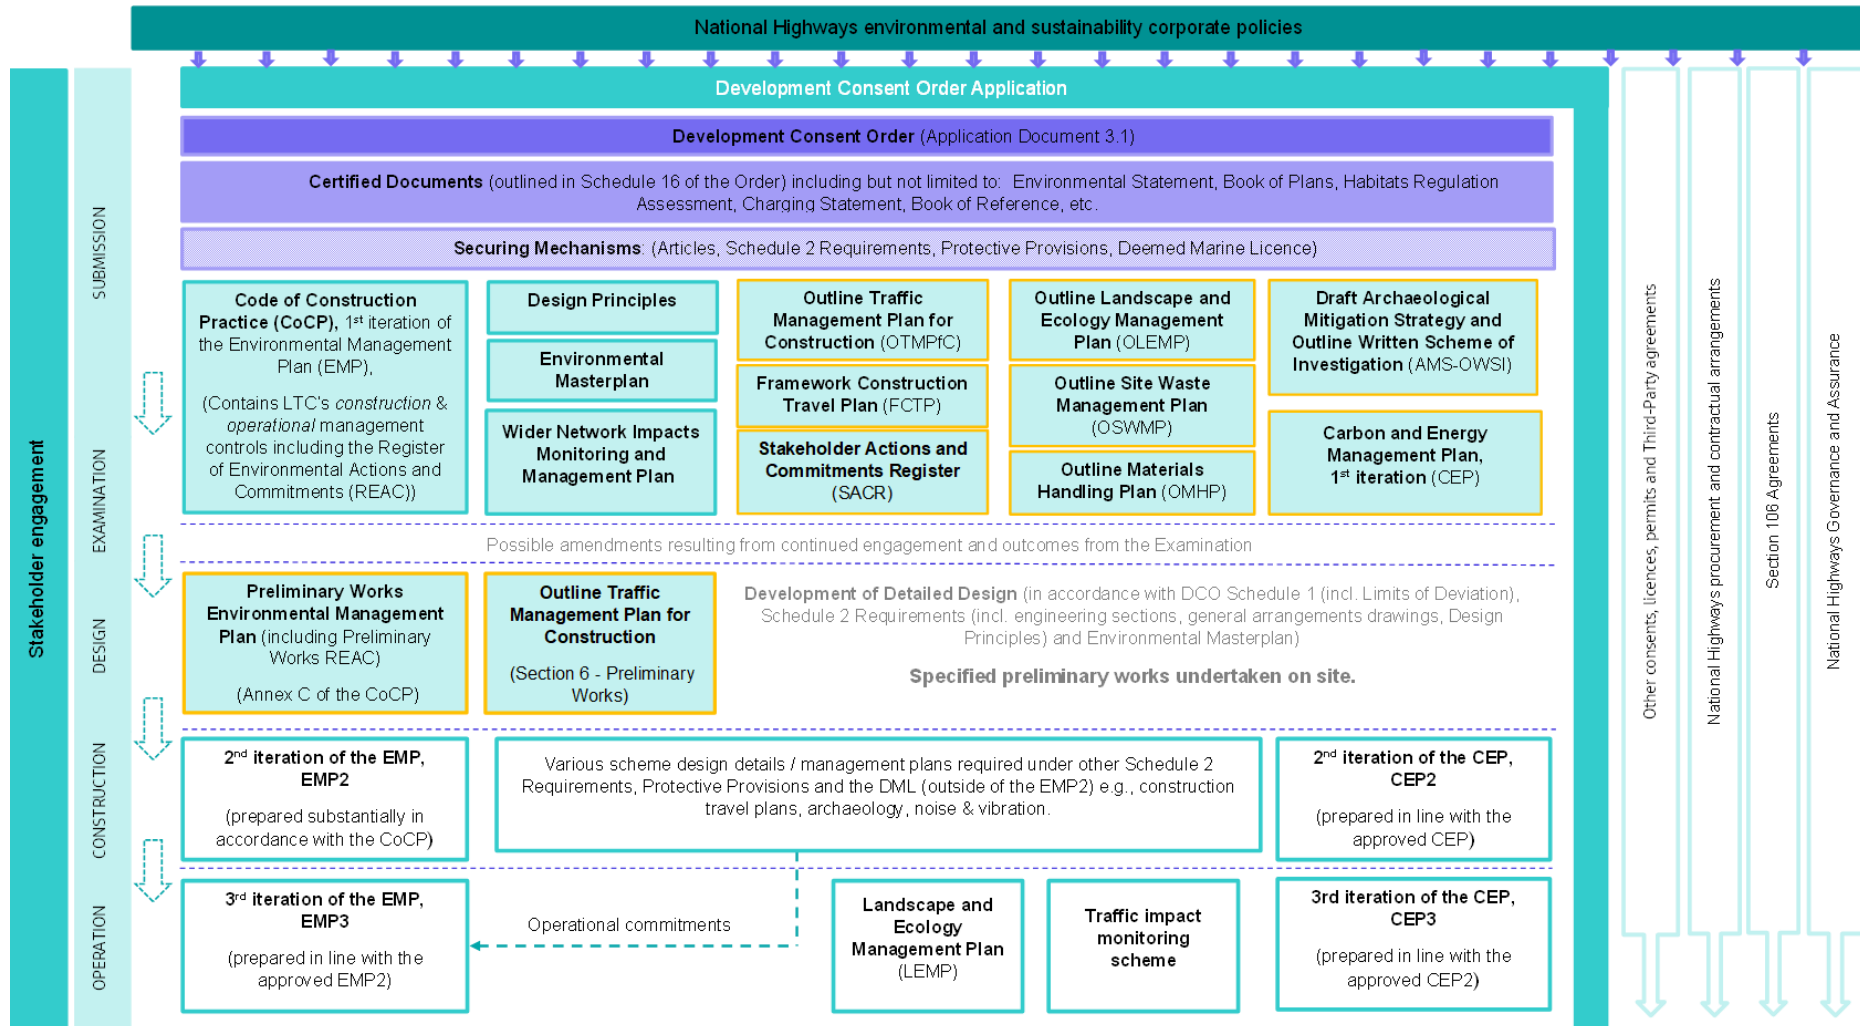 National Highways environmental and sustainability corporate policies
Development Consent Order Application
Development Consent Order (Application Document 3.1)
Certified Documents (outlined in Schedule 16 of the Order) including but not limited to: Environmental Statement, Book of Plans, Habitats Regulation
Assessment, Charging Statement, Book of Reference, etc.
Securing Mechanisms: (Articles, Schedule 2 Requirements, Protective Provisions, Deemed Marine Licence)
Stakeholder engagement
SUBMISSION
EXAMINATION
DESIGN
CONSTRUCTION
OPERATION
Code of Construction
Practice (CoCP), 1st iteration of
the Environmental Management
Plan (EMP),
(Contains LTC's construction &
operational management
controls including the Register
of Environmental Actions and
Commitments (REAC))
Design Principles
Environmental
Masterplan
Wider Network Impacts
Monitoring and
Management Plan
Outline Traffic
Management Plan for
Construction (OTMPfC)
Framework Construction
Travel Plan (FCTP)
Stakeholder Actions and
Commitments Register
(SACR)
Outline Landscape and
Ecology Management
Plan (OLEMP)
Outline Site Waste
Management Plan
(OSWMP)
Outline Materials
Handling Plan (OMHP)
Draft Archaeological
Mitigation Strategy and
Outline Written Scheme of
Investigation (AMS-OWSI)
Carbon and Energy
Management Plan,
1st iteration (CEP)
Possible amendments resulting from continued engagement and outcomes from the Examination
Preliminary Works
Environmental Management
Plan (including Preliminary
Works REAC)
(Annex C of the CoCP)
Outline Traffic
Management Plan for
Construction
(Section 6 - Preliminary
Works)
Development of Detailed Design (in accordance with DCO Schedule 1 (incl. Limits of Deviation),
Schedule 2 Requirements (incl. engineering sections, general arrangements drawings, Design
Principles) and Environmental Masterplan)
Specified preliminary works undertaken on site.
2nd iteration of the EMP,
EMP2
(prepared substantially in
accordance with the CoCP)
Various scheme design details / management plans required under other Schedule 2
Requirements, Protective Provisions and the DML (outside of the EMP2) e.g., construction
travel plans, archaeology, noise & vibration.
2nd iteration of the CEP,
CEP2
(prepared in line with the
approved CEP)
3rd iteration of the EMP,
EMP3
(prepared in line with the
approved EMP2)
Operational commitments
Landscape and
Ecology
Management Plan
(LEMP)
Traffic impact
monitoring
scheme
3rd iteration of the CEP,
CEP3
(prepared in line with the
approved CEP2)
Other consents, licences, permits and Third-Party agreements
National Highways procurement and contractual arrangements
Section 106 Agreements
National Highways Governance and Assurance